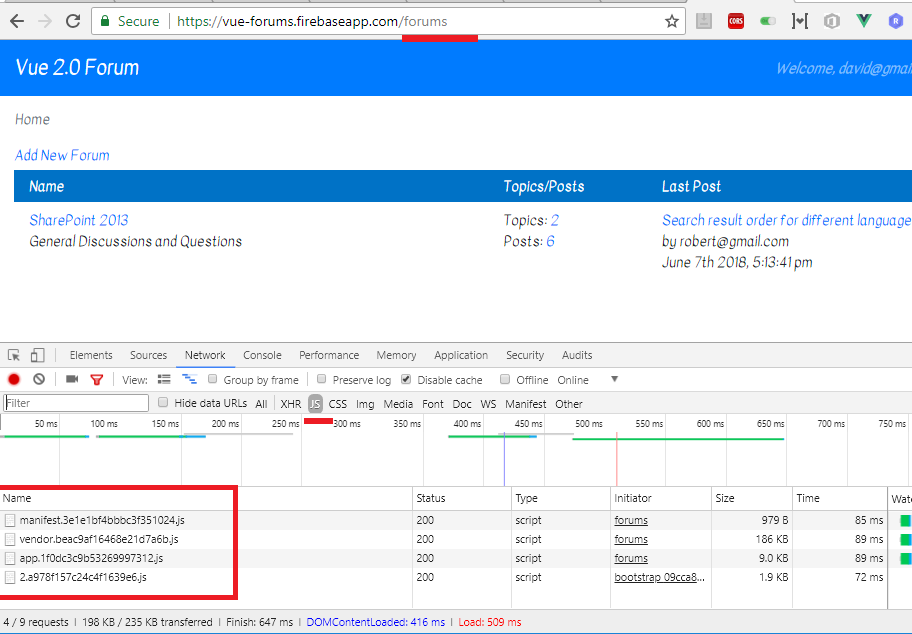 Secure https://vue-forums.firebaseapp.com/forums CORS
Vue 2.0 Forum Welcome, david@gmail
Home
Add New Forum
Name Topics/Posts Last Post
SharePoint 2013 Topics: 2 Search result order for different language
General Discussions and Questions Posts: 6 by robert@gmail.com
June 7th 2018, 5:13:41 pm
Elements Sources Network Console Performance Memory Application Security Audits
View: Group by frame Preserve log Disable cache Offline Online
Filter Hide data URLs All XHR JS CSS Img Media Font Doc WS Manifest Other
50 ms 100 ms 150 ms 200 ms 250 ms 300 ms 350 ms 400 ms 450 ms 500 ms 550 ms 600 ms 650 ms 700 ms 750 ms
Name Status Type Initiator Size Time Wate
manifest.3e1e1bf4bbbc3f351024.js 200 script forums 979 B 85 ms
vendor.beac9af16468e21d7a6b.js 200 script forums 186 KB 89 ms
app.1f0dc3c9b53269997312.js 200 script forums 9.0 KB 89 ms
2.a978f157c24c4f1639e6.js 200 script bootstrap 09cca8... 1.9 KB 72 ms
4 / 9 requests | 198 KB / 235 KB transferred | Finish: 647 ms | DOMContentLoaded: 416 ms | Load: 509 ms